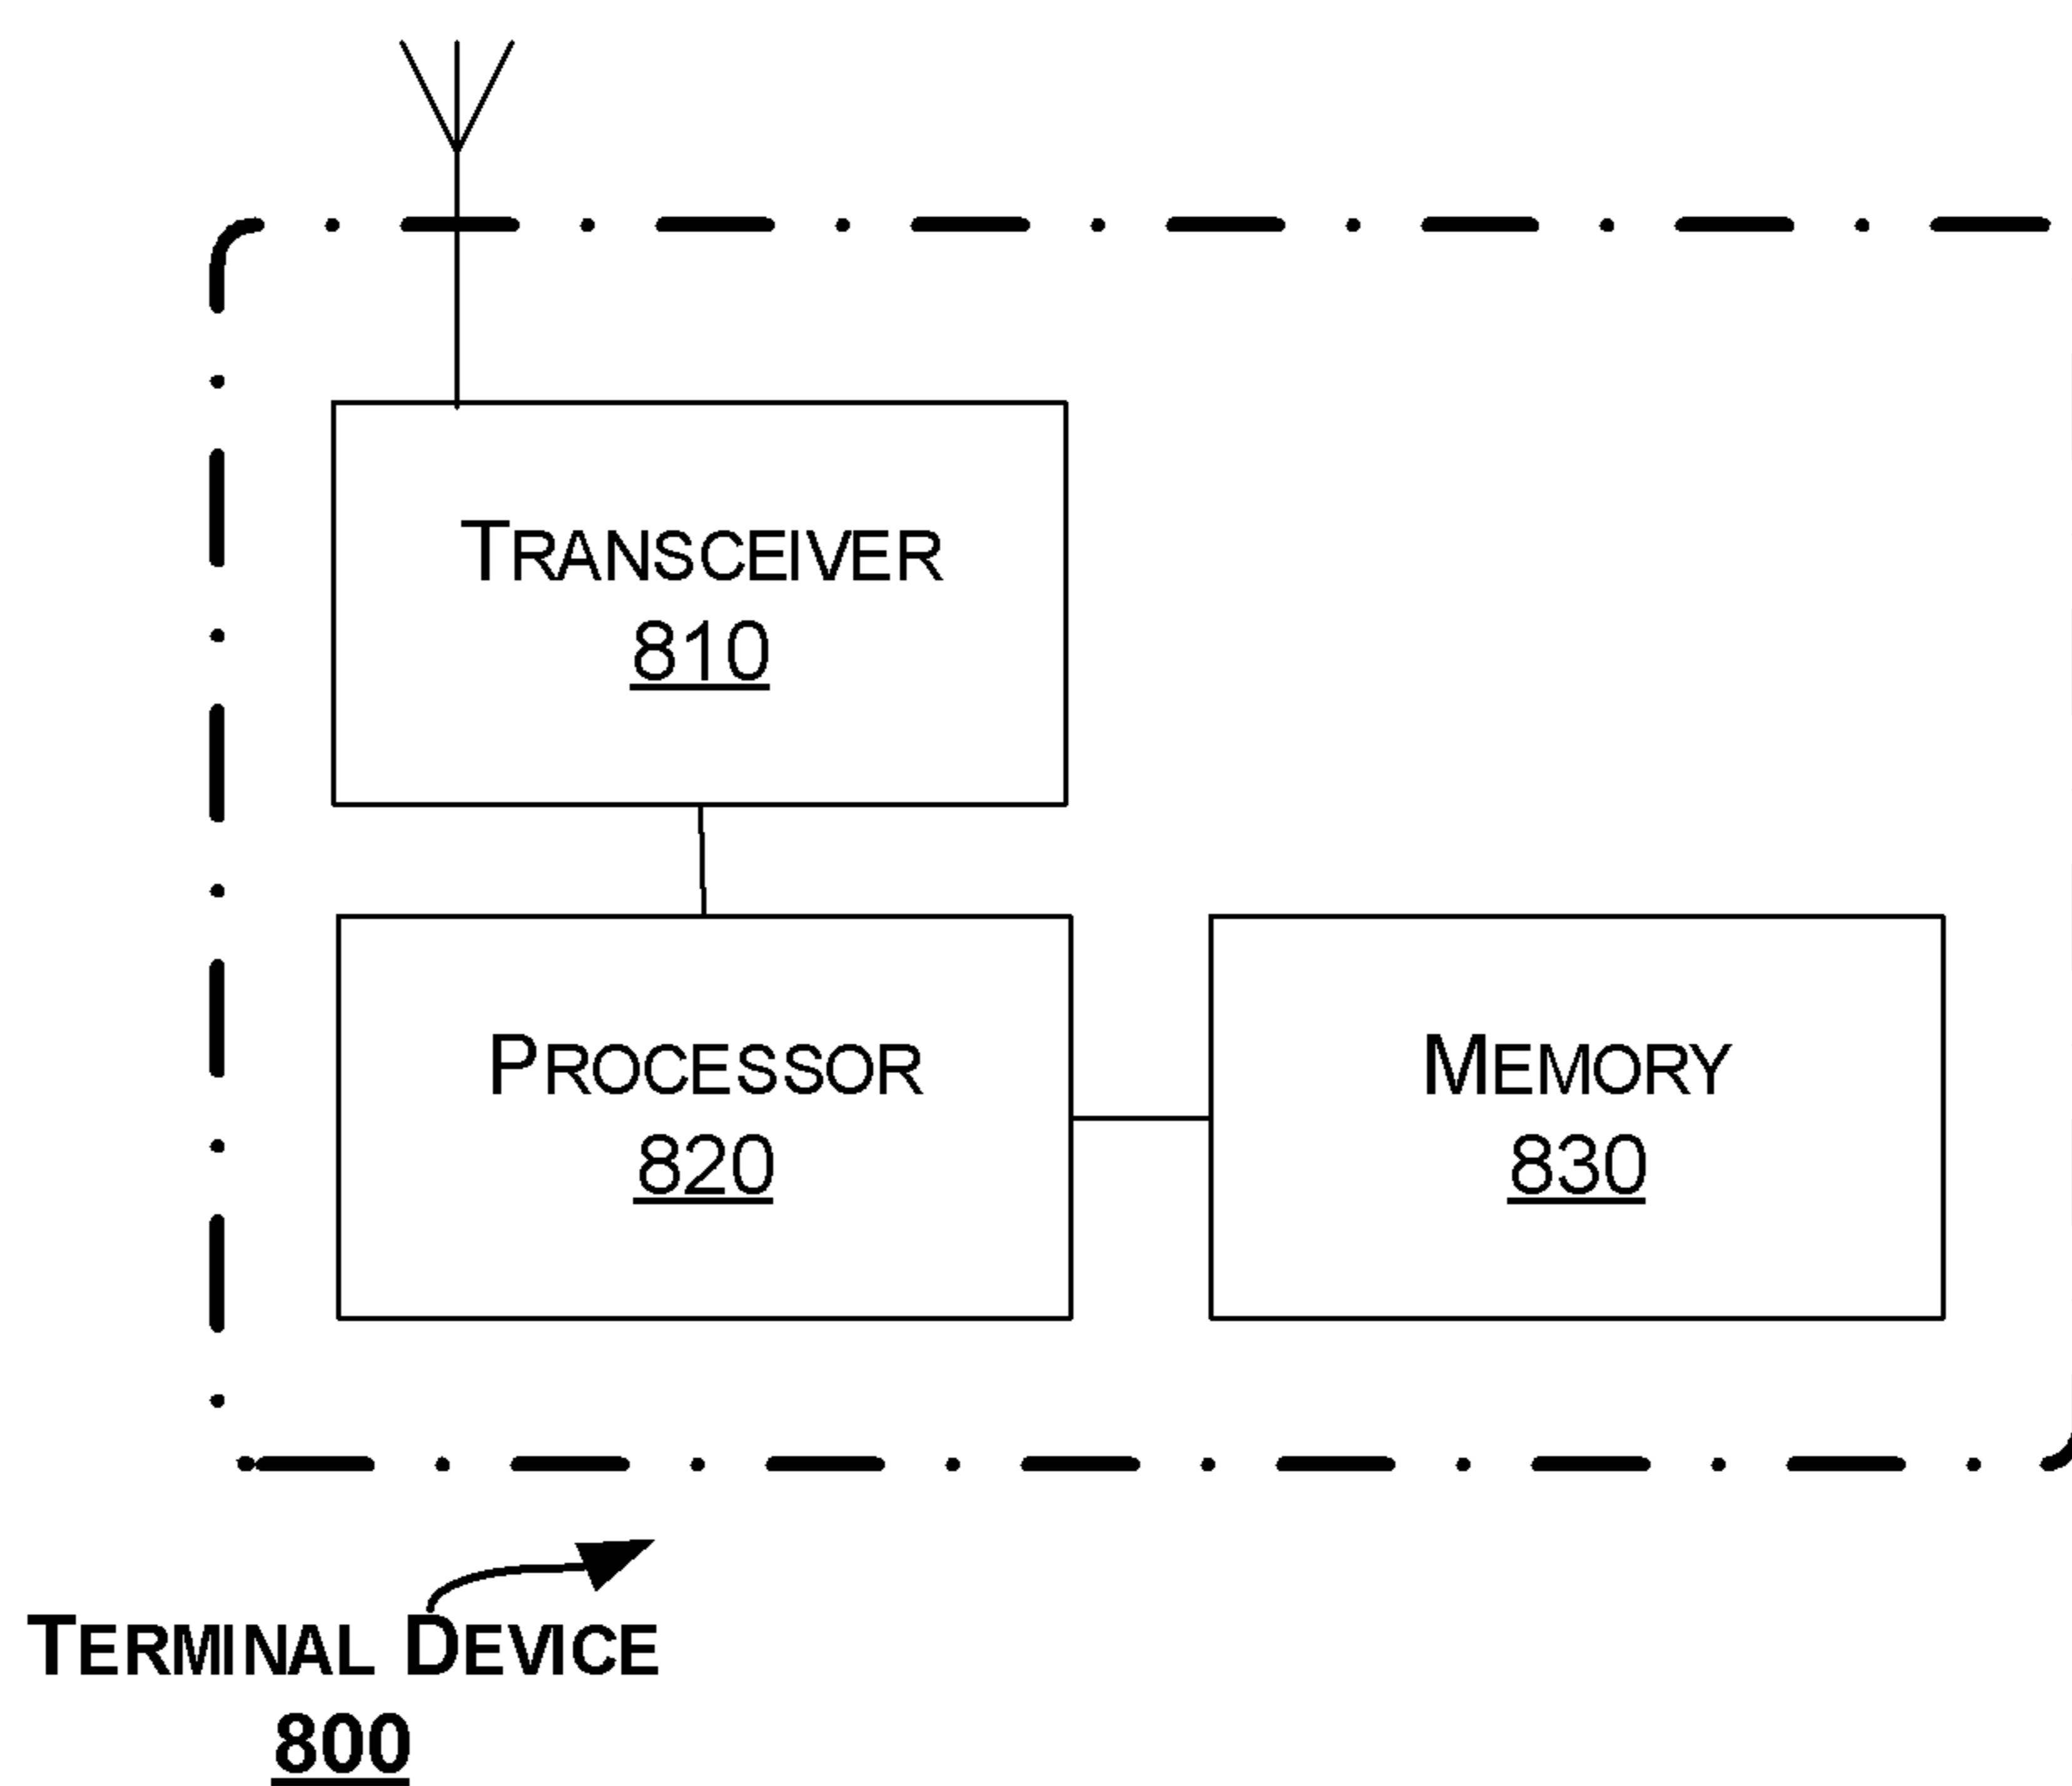 TRANSCEIVER
810
PROCESSOR
820
MEMORY
830
TERMINAL DEVICE
800